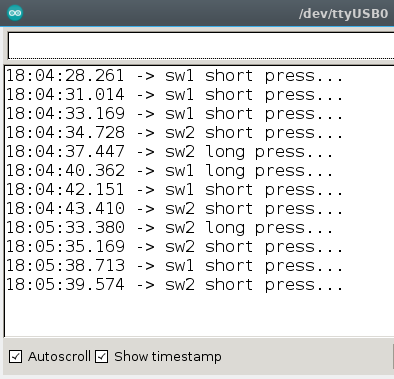 /dev/ttyUSB0
18:04:28.261 -> sw1 short press...
18:04:31.014 -> sw1 short press...
18:04:33.169 -> sw1 short press...
18:04:34.728 -> sw2 short press...
18:04:37.447 -> sw2 long press...
18:04:40.362 -> sw1 long press...
18:04:42.151 -> sw1 short press...
18:04:43.410 -> sw2 short press...
18:05:33.380 -> sw2 long press...
18:05:35.169 -> sw2 short press...
18:05:38.713 -> sw1 short press...
18:05:39.574 -> sw2 short press...
Autoscroll Show timestamp